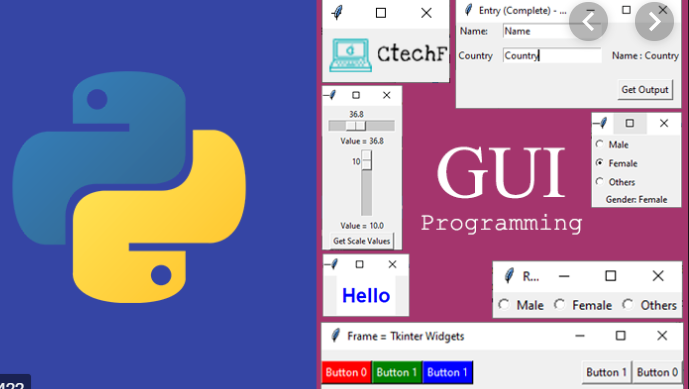 CtechF
Entry (Complete) - ...
Name:
Name
Country
Country
Name : Country
Get Output
36.8
Value = 36.8
10
Value = 10.0
Get Scale Values
Male
Female
Others
Gender: Female
GUI
Programming
Hello
R...
Male
Female
Others
Frame = Tkinter Widgets
Button 0
Button 1
Button 1
Button 1
Button 0